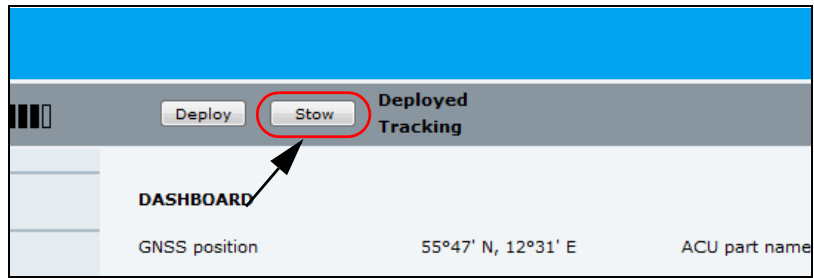 Deploy Stow Deployed
Tracking
DASHBOARD
GNSS position 55°47' N, 12°31' E ACU part name